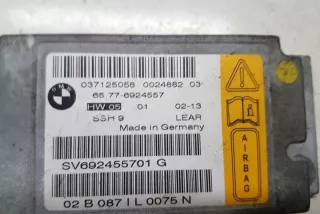 BMW
037125058 0024882 03
65.77-6924557
HW 05 01 02-13
SSH 9 LEAR
Made in Germany
SV692455701 G
02 B 087 I L 0075 N
AIRBAG